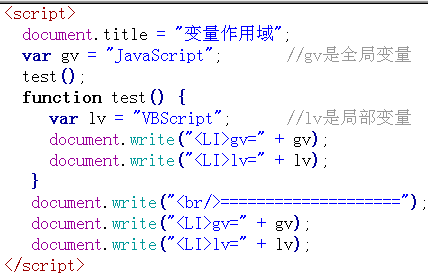 <script>
document.title = "变量作用域";
var gv = "JavaScript"; //gv是全局变量
test();
function test() {
var lv = "VBScript"; //lv是局部变量
document.write("<LI>gv=" + gv);
document.write("<LI>lv=" + lv);
}
document.write("<br/>====================");
document.write("<LI>gv=" + gv);
document.write("<LI>lv=" + lv);
</script>